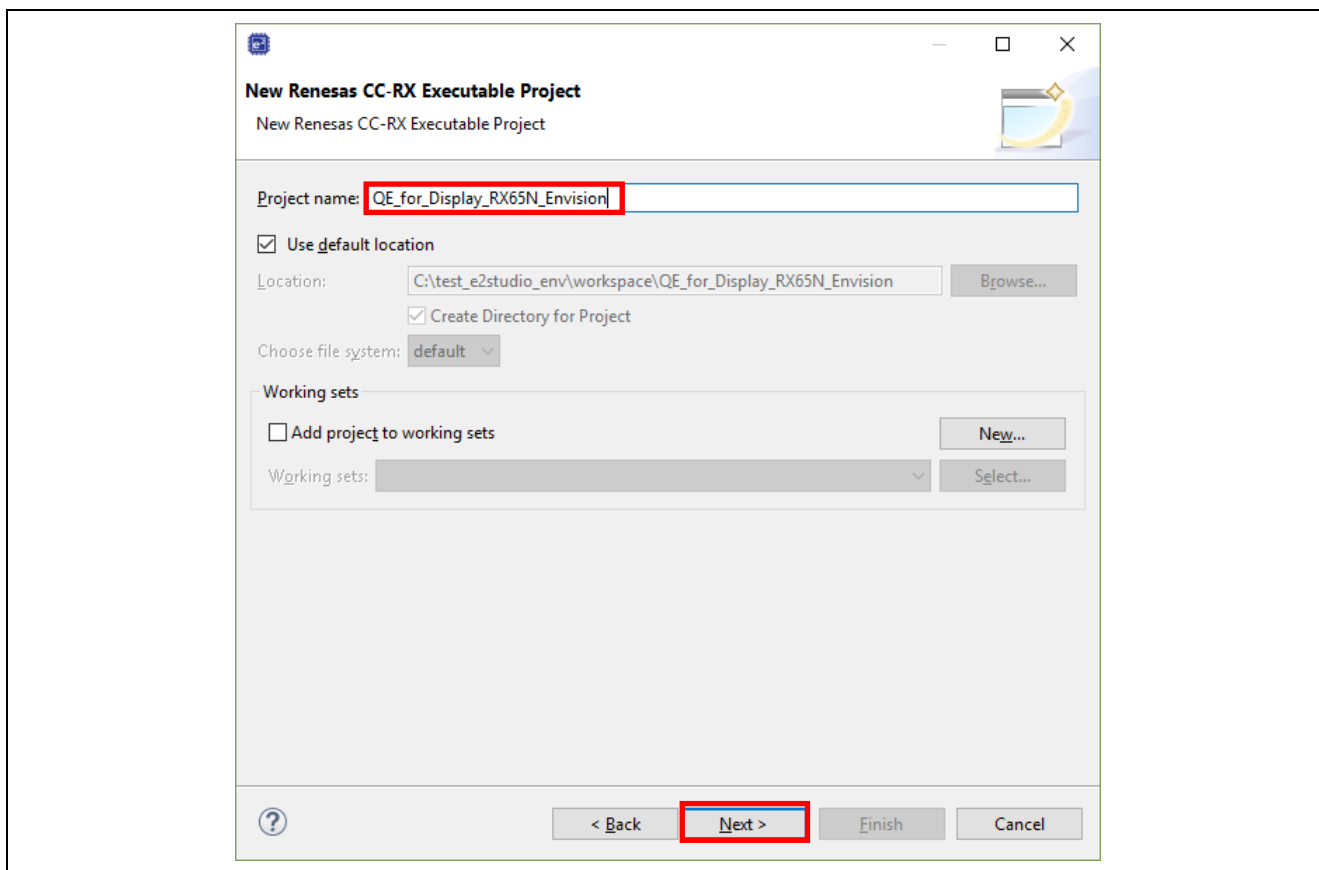 e²
New Renesas CC-RX Executable Project
New Renesas CC-RX Executable Project
Project name: QE_for_Display_RX65N_Envision
Use default location
Location: C:\test_e2studio_env\workspace\QE_for_Display_RX65N_Envision Browse...
Create Directory for Project
Choose file system: default
Working sets
Add project to working sets New...
Working sets: Select...
? < Back Next > Finish Cancel